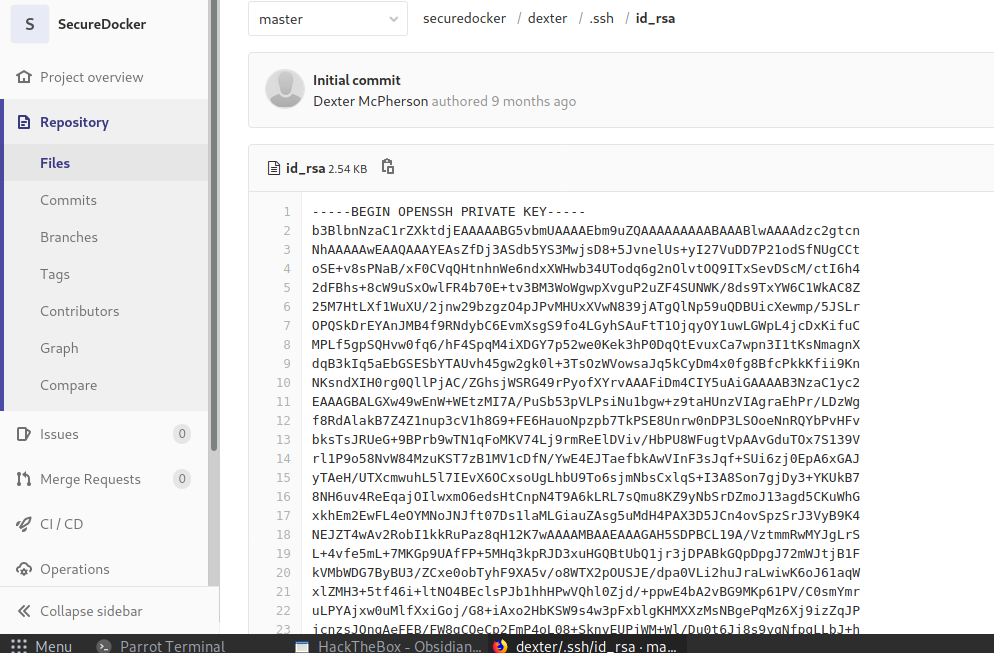 S SecureDocker
Project overview
Repository
Files
Commits
Branches
Tags
Contributors
Graph
Compare
Issues 0
Merge Requests 0
CI / CD
Operations
Collapse sidebar
master securedocker / dexter / .ssh / id_rsa
Initial commit
Dexter McPherson authored 9 months ago
id_rsa 2.54 KB
1 -----BEGIN OPENSSH PRIVATE KEY-----
2 b3BlbnNzaC1rZXktdjEAAAAABG5vbmUAAAAEbm9uZQAAAAAAAAABAAABlwAAAAdzc2gtcn
3 NhAAAAAwEAAQAAAYEAsZfDj3ASdb5YS3MwjsD8+5JvnelUs+yI27VuDD7P21odSfNUgCCt
4 oSE+v8sPNaB/xF0CVqQHtnhnWe6ndxXWHwb34UTodq6g2nOlvtOQ9ITxSevDScM/ctI6h4
5 2dFBhs+8cW9uSxOwlFR4b70E+tv3BM3WoWgwpXvguP2uZF4SUNWK/8ds9TxYW6C1WkAC8Z
6 25M7HtLXf1WuXU/2jnw29bzgzO4pJPvMHUxXVwN839jATgQlNp59uQDBUicXewmp/5JSLr
7 OPQSkDrEYAnJMB4f9RNdybC6EvmXsgS9fo4LGyhSAuFtT1OjqyOY1uwLGWpL4jcDxKifuC
8 MPLf5gpSQHvw0fq6/hF4SpqM4iXDGY7p52we0Kek3hP0DqQtEvuxCa7wpn3I1tKsNmagnX
9 dqB3kIq5aEbGSESbYTAUvh45gw2gk0l+3TsOzWVowsaJq5kCyDm4x0fg8BfcPkkKfii9Kn
10 NKsndXIH0rg0QllPjAC/ZGhsjWSRG49rPyofXYrvAAAFiDm4CIY5uAiGAAAAB3NzaC1yc2
11 EAAAGBALGXw49wEnW+WEtzMI7A/PuSb53pVLPsiNu1bgw+z9taHUnzVIAgraEhPr/LDzWg
12 f8RdAlakB7Z4Z1nup3cV1h8G9+FE6HauoNpzpb7TkPSE8Unrw0nDP3LSOoeNnRQYbPvHFv
13 bksTsJRUeG+9BPrb9wTN1qFoMKV74Lj9rmReElDViv/HbPU8WFugtVpAAvGduTOx7S139V
14 rl1P9o58NvW84MzuKST7zB1MV1cDfN/YwE4EJTaefbkAwVInF3sJqf+SUi6zj0EpA6xGAJ
15 yTAeH/UTXcmwuhL5l7IEvX6OCxsoUgLhbU9To6sjmNbsCxlqS+I3A8Son7gjDy3+YKUkB7
16 8NH6uv4ReEqajOIlwxmO6edsHtCnpN4T9A6kLRL7sQmu8KZ9yNbSrDZmoJ13agd5CKuWhG
17 xkhEm2EwFL4eOYMNoJNJft07Ds1laMLGiauZAsg5uMdH4PAX3D5JCn4ovSpzSrJ3VyB9K4
18 NEJZT4wAv2RobI1kkRuPaz8qH12K7wAAAAMBAAEAAAGAH5SDPBCL19A/VztmmRwMYJgLrS
19 L+4vfe5mL+7MKGp9UAfFP+5MHq3kpRJD3xuHGQBtUbQ1jr3jDPABkGQpDpgJ72mWJtjB1F
20 kVMbWDG7ByBU3/ZCxe0obTyhF9XA5v/o8WTX2pOUSJE/dpa0VLi2huJraLwiwK6oJ61aqW
21 xlZMH3+5tf46i+ltNO4BEclsPJb1hhHPwVQhl0Zjd/+ppwE4bA2vBG9MKp61PV/C0smYmr
22 uLPYAjxw0uMlfXxiGoj/G8+iAxo2HbKSW9s4w3pFxblgKHMXXzMsNBgePqMz6Xj9izZqJP
Menu Parrot Terminal HackTheBox - Obsidian... dexter/.ssh/id_rsa · ma...